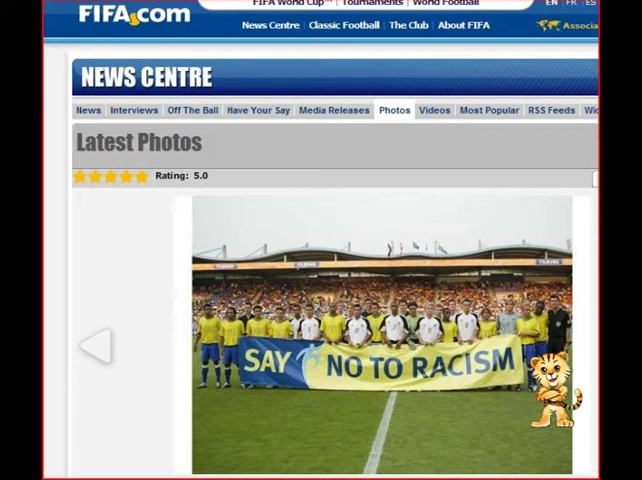 FIFA.com
FIFA World Cup™ Tournaments World Football
EN FR ES
News Centre Classic Football The Club About FIFA
NEWS CENTRE
News Interviews Off The Ball Have Your Say Media Releases Photos Videos Most Popular RSS Feeds
Latest Photos
Rating: 5.0
TILBURG
SAY NO TO RACISM